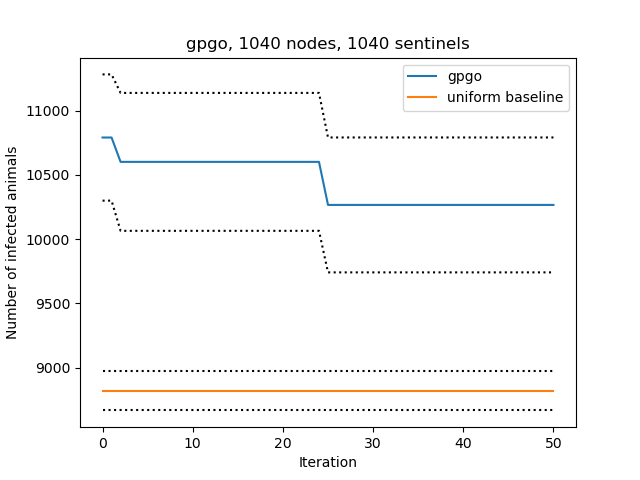 gpgo, 1040 nodes, 1040 sentinels
gpgo
uniform baseline
Number of infected animals
11000
10500
10000
9500
9000
0 10 20 30 40 50
Iteration